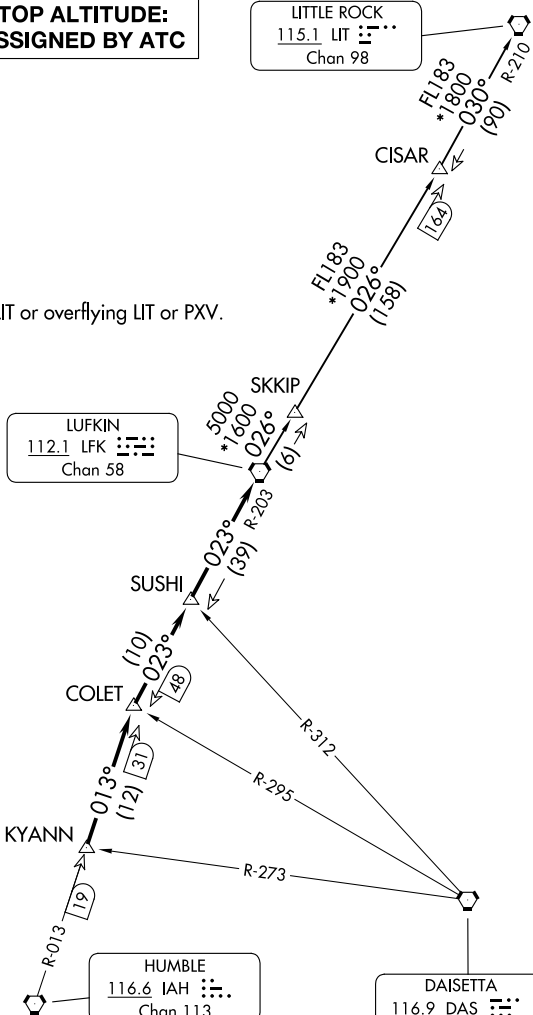 TOP ALTITUDE:
ASSIGNED BY ATC
LITTLE ROCK
115.1 LIT
Chan 98
R-210
FL183
*1800
030°
(90)
CISAR
164
FL183
*1900
026°
(158)
LIT or overflying LIT or PXV.
SKKIP
5000
*1600
026°
(6)
LUFKIN
112.1 LFK
Chan 58
R-203
023°
(39)
SUSHI
(10)
023°
48
COLET
R-312
31
013°
(12)
R-295
KYANN
R-273
19
R-013
HUMBLE
116.6 IAH
Chan 113
DAISETTA
116.9 DAS